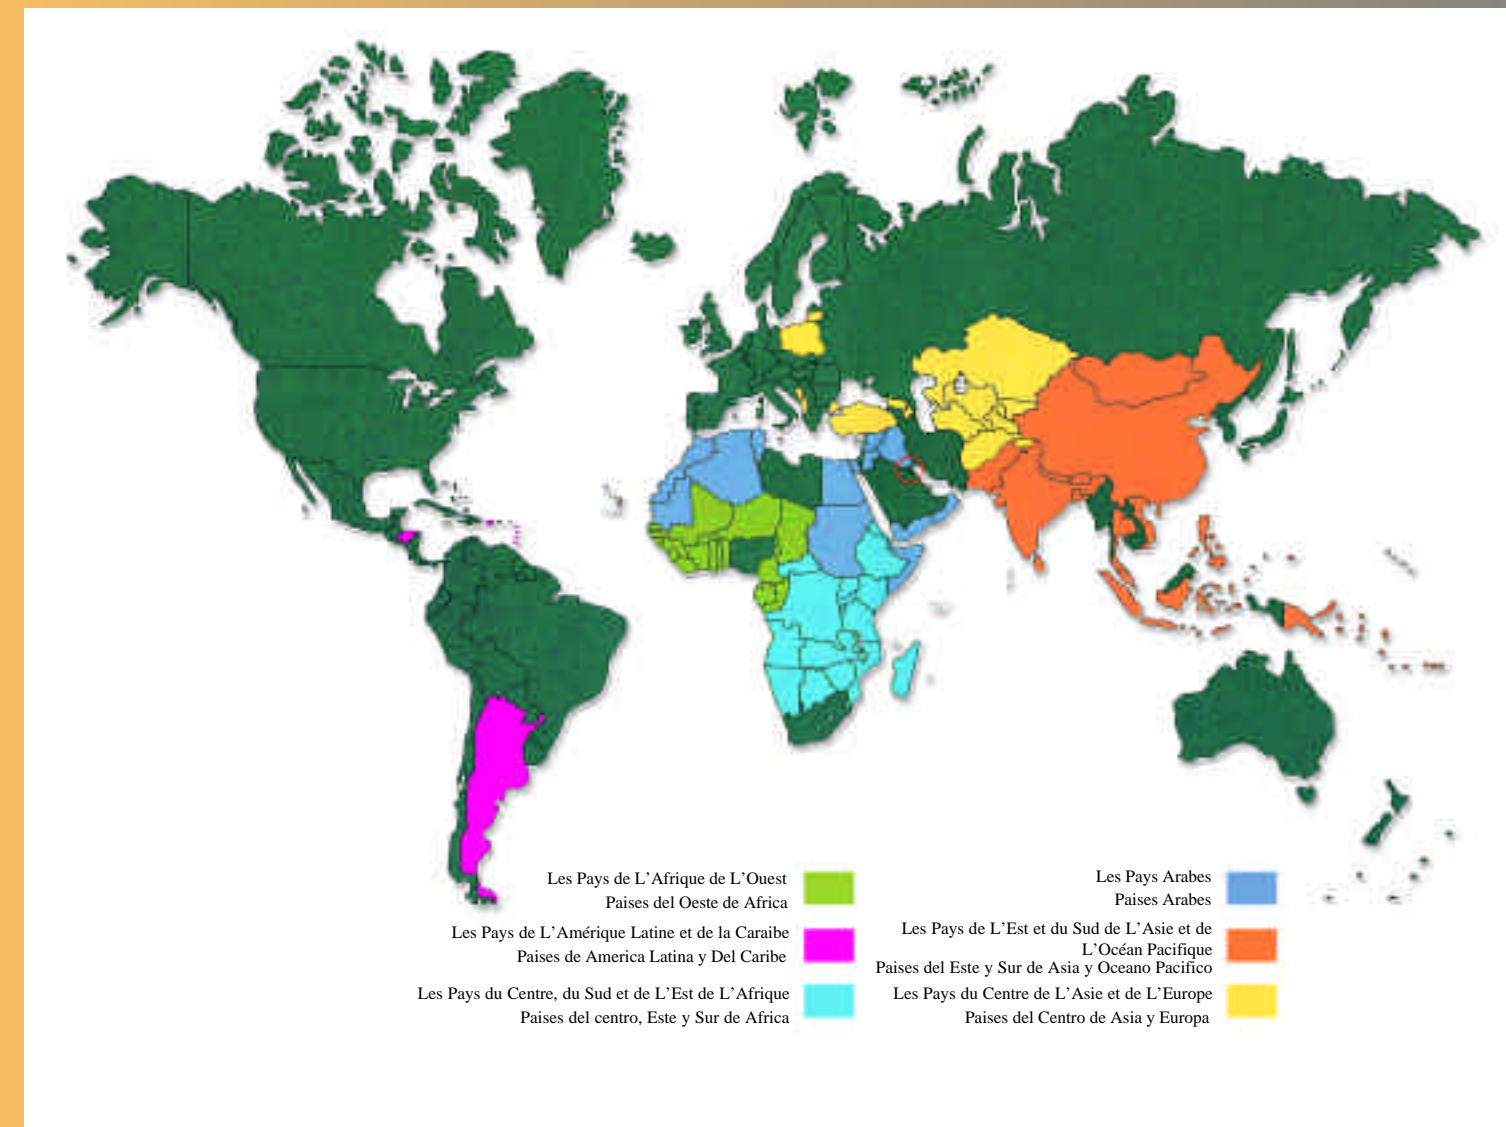 Les Pays de L’Afrique de L’Ouest
Paises del Oeste de Africa
Les Pays de L’Amérique Latine et de la Caraibe
Paises de America Latina y Del Caribe
Les Pays du Centre, du Sud et de L’Est de L’Afrique
Paises del centro, Este y Sur de Africa
Les Pays Arabes
Paises Arabes
Les Pays de L’Est et du Sud de L’Asie et de
L’Océan Pacifique
Paises del Este y Sur de Asia y Oceano Pacifico
Les Pays du Centre de L’Asie et de L’Europe
Paises del Centro de Asia y Europa